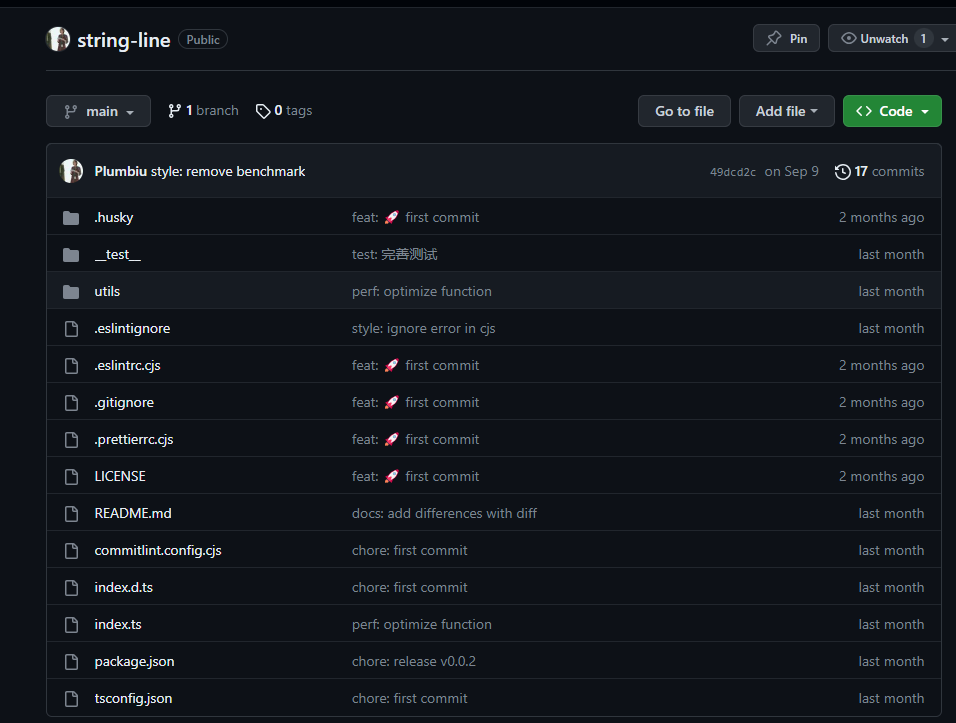 string-line Public Pin Unwatch 1
main 1 branch 0 tags Go to file Add file <> Code
Plumbiu style: remove benchmark 49dcd2c on Sep 9 17 commits
.husky feat: 🚀 first commit 2 months ago
__test__ test: 完善测试 last month
utils perf: optimize function last month
.eslintignore style: ignore error in cjs last month
.eslintrc.cjs feat: 🚀 first commit 2 months ago
.gitignore feat: 🚀 first commit 2 months ago
.prettierrc.cjs feat: 🚀 first commit 2 months ago
LICENSE feat: 🚀 first commit 2 months ago
README.md docs: add differences with diff last month
commitlint.config.cjs chore: first commit last month
index.d.ts chore: first commit last month
index.ts perf: optimize function last month
package.json chore: release v0.0.2 last month
tsconfig.json chore: first commit last month